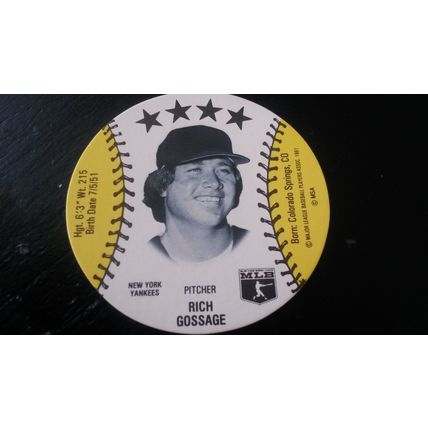 Hgt. 6'3" Wt. 215
Birth Date 7/5/51
NEW YORK
YANKEES
PITCHER
RICH
GOSSAGE
MLB
Born: Colorado Springs, CO
© MAJOR LEAGUE BASEBALL PLAYERS ASSOC. 1981
© MSA